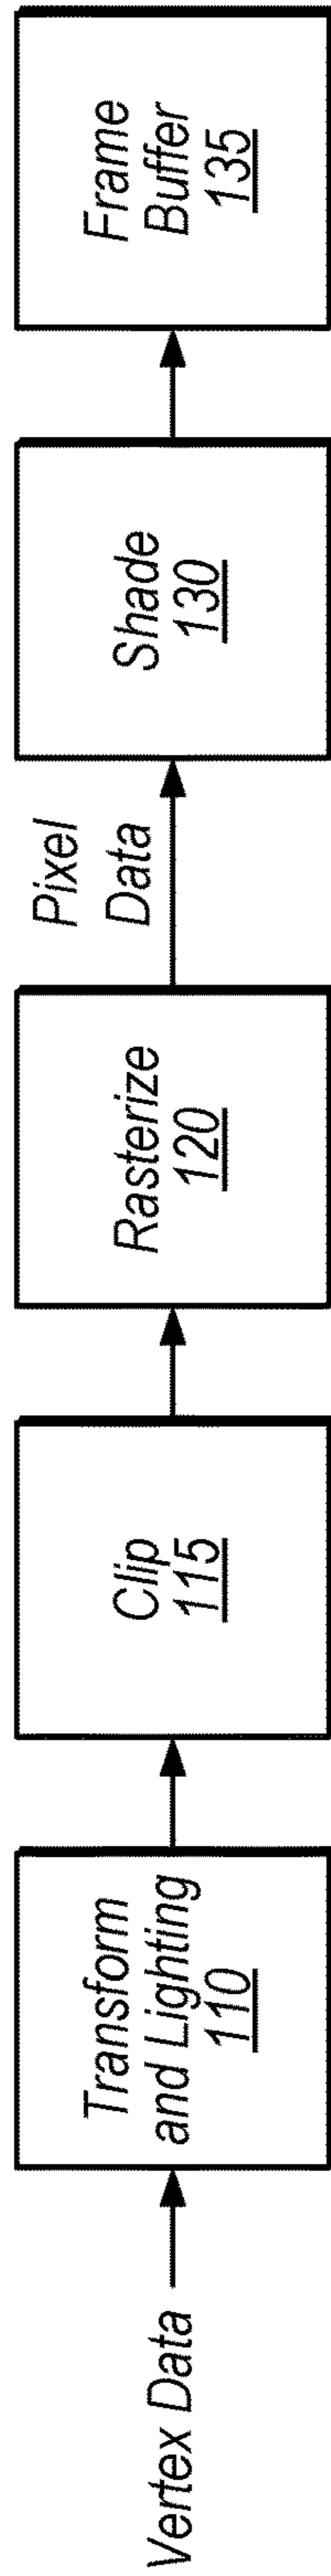 Vertex Data
Transform
and Lighting
110
Clip
115
Rasterize
120
Pixel
Data
Shade
130
Frame
Buffer
135